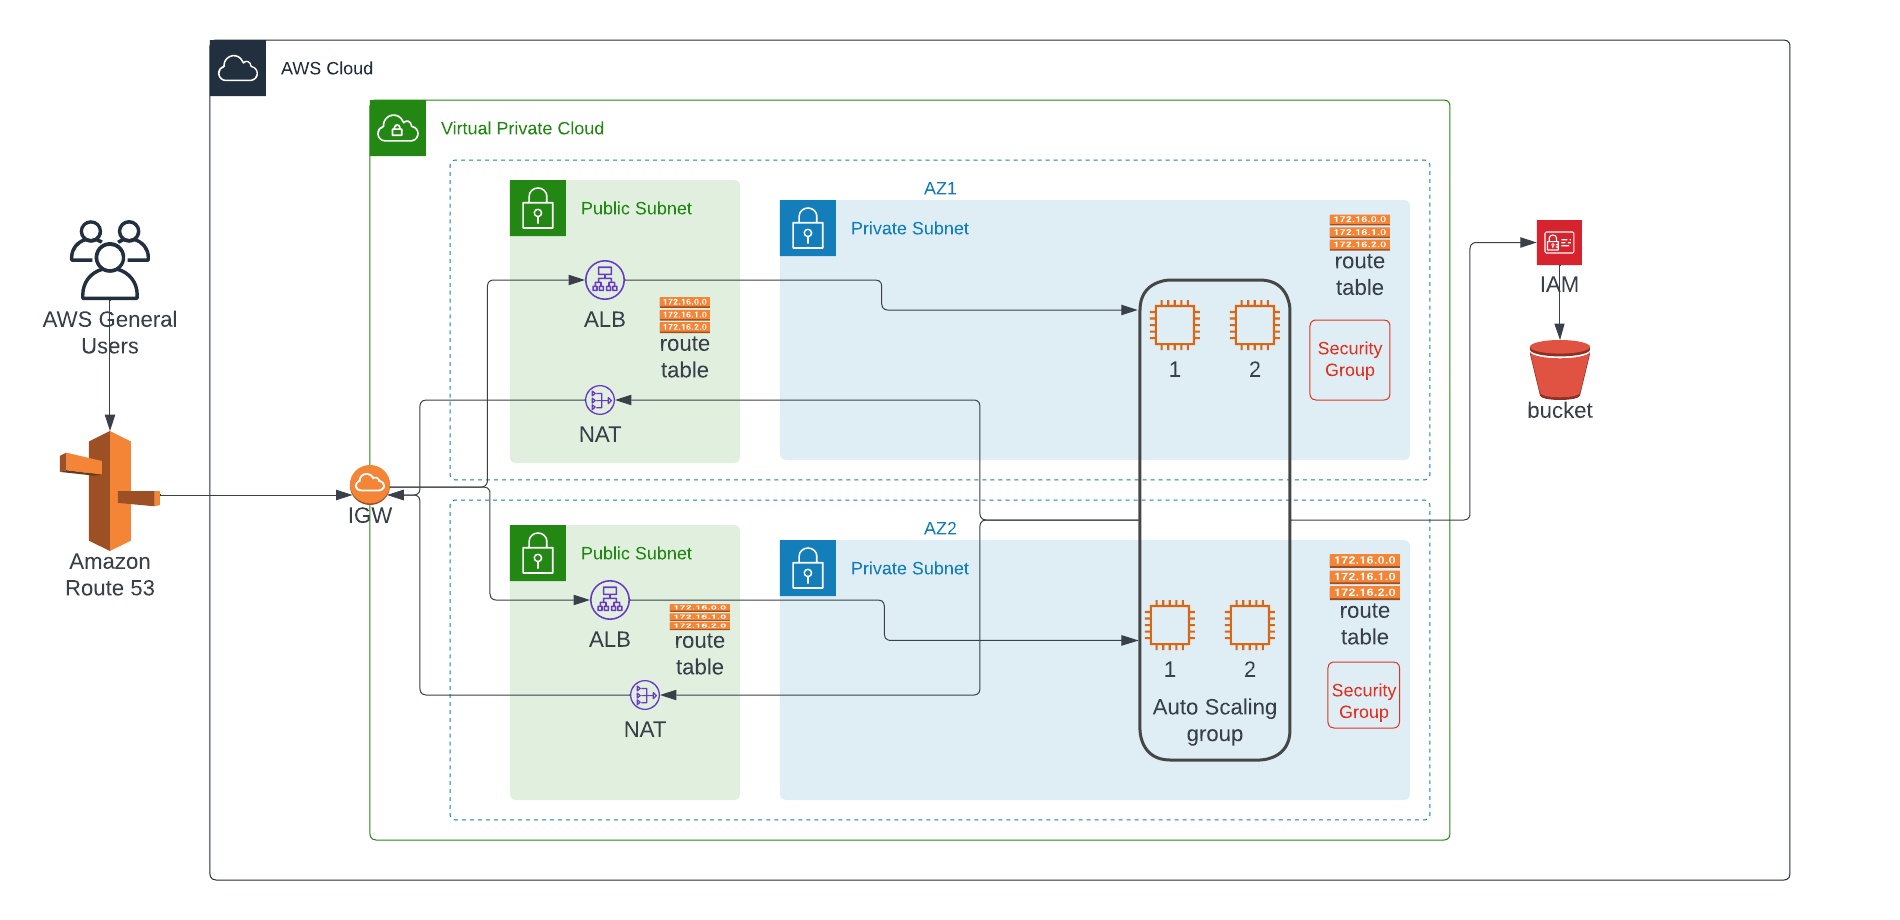 AWS Cloud
Virtual Private Cloud
AZ1
Public Subnet
Private Subnet
172.16.0.0
172.16.1.0
172.16.2.0
route
table
ALB
172.16.0.0
172.16.1.0
172.16.2.0
route
table
NAT
1
2
Security
Group
IAM
bucket
AWS General
Users
IGW
Amazon
Route 53
AZ2
Public Subnet
Private Subnet
172.16.0.0
172.16.1.0
172.16.2.0
route
table
ALB
172.16.0.0
172.16.1.0
172.16.2.0
route
table
NAT
1
2
Auto Scaling
group
Security
Group